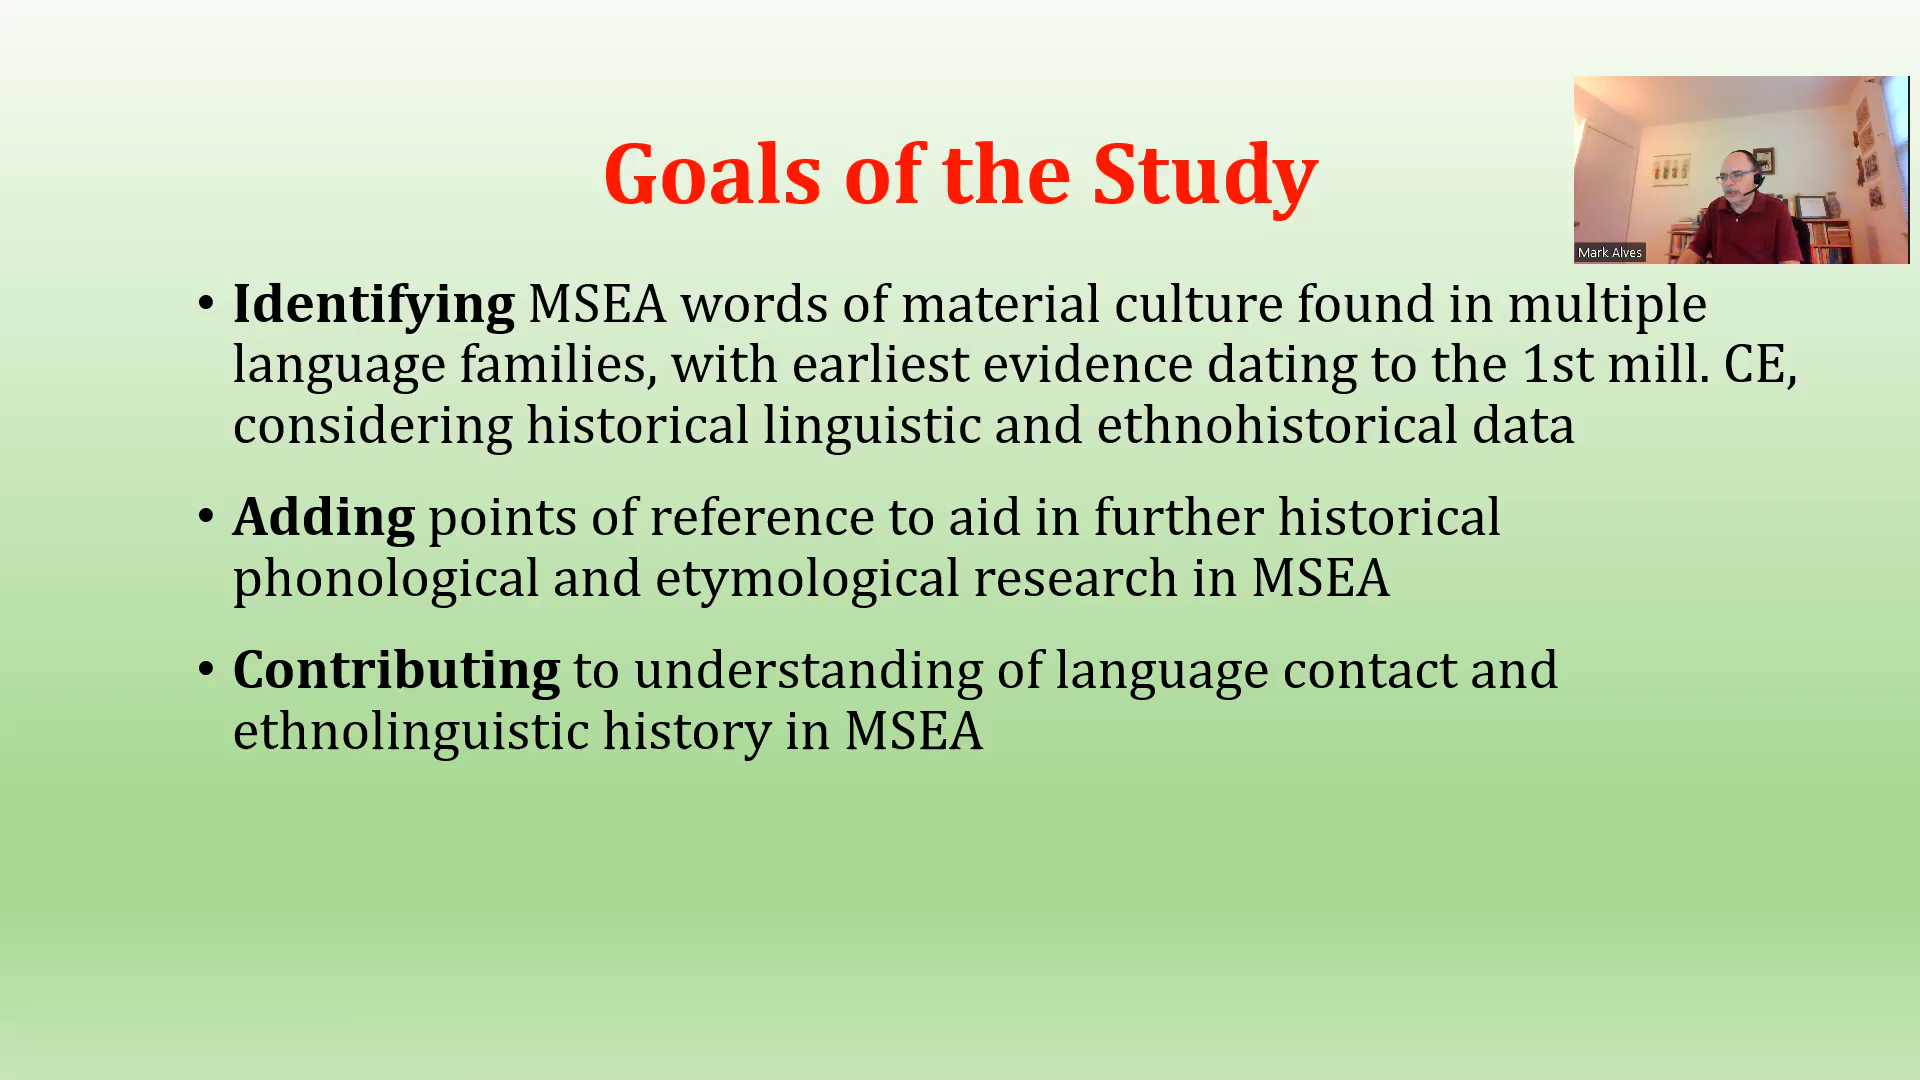 Goals of the Study
Mark Alves
• Identifying MSEA words of material culture found in multiple
language families, with earliest evidence dating to the 1st mill. CE,
considering historical linguistic and ethnohistorical data
• Adding points of reference to aid in further historical
phonological and etymological research in MSEA
• Contributing to understanding of language contact and
ethnolinguistic history in MSEA